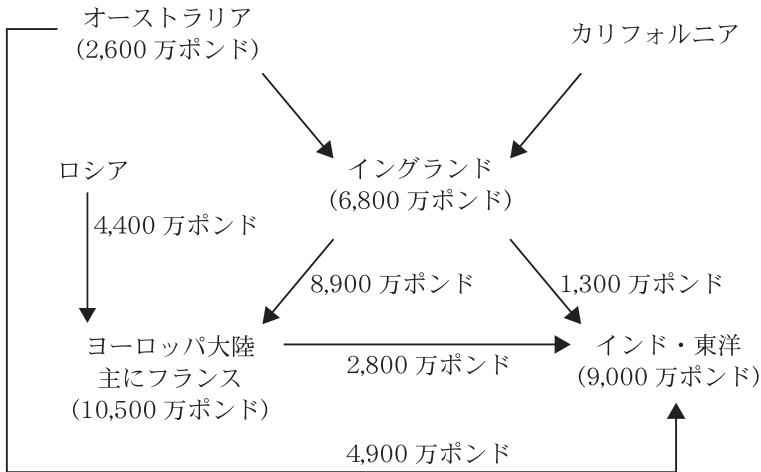 オーストラリア
(2,600 万ポンド)
カリフォルニア
ロシア
イングランド
(6,800 万ポンド)
4,400 万ポンド
8,900 万ポンド
1,300 万ポンド
ヨーロッパ大陸
主にフランス
(10,500 万ポンド)
2,800 万ポンド
インド・東洋
(9,000 万ポンド)
4,900 万ポンド